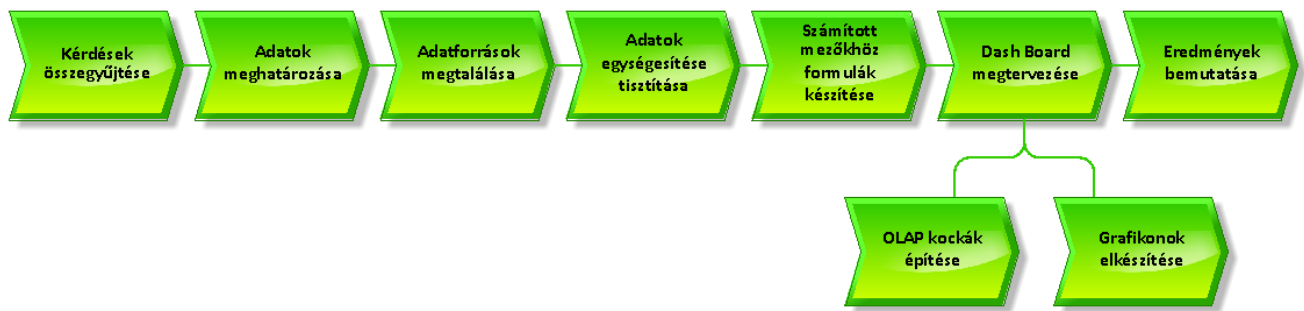 Kérdések
összegyűjtése
Adatok
meghatározása
Adatforrások
megtalálása
Adatok
egységesítése
tisztítása
Számított
mezőkhöz
formulák
készítése
Dash Board
megtervezése
Eredmények
bemutatása
OLAP kockák
építése
Grafikonok
elkészítése